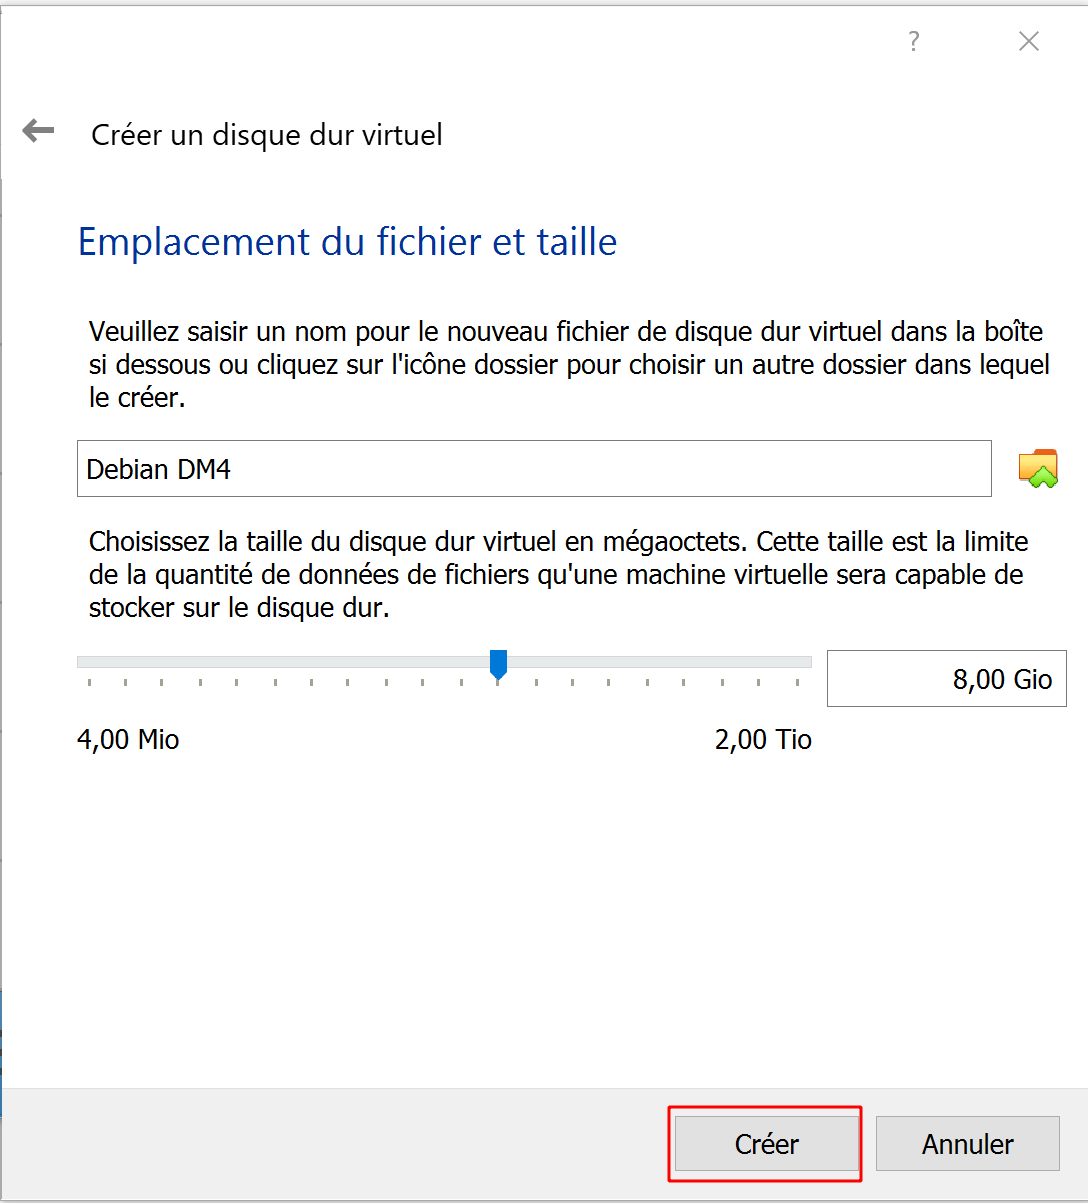 ?
Créer un disque dur virtuel
Emplacement du fichier et taille
Veuillez saisir un nom pour le nouveau fichier de disque dur virtuel dans la boîte
si dessous ou cliquez sur l'icône dossier pour choisir un autre dossier dans lequel
le créer.
Debian DM4
Choisissez la taille du disque dur virtuel en mégaoctets. Cette taille est la limite
de la quantité de données de fichiers qu'une machine virtuelle sera capable de
stocker sur le disque dur.
8,00 Gio
4,00 Mio 2,00 Tio
Créer Annuler